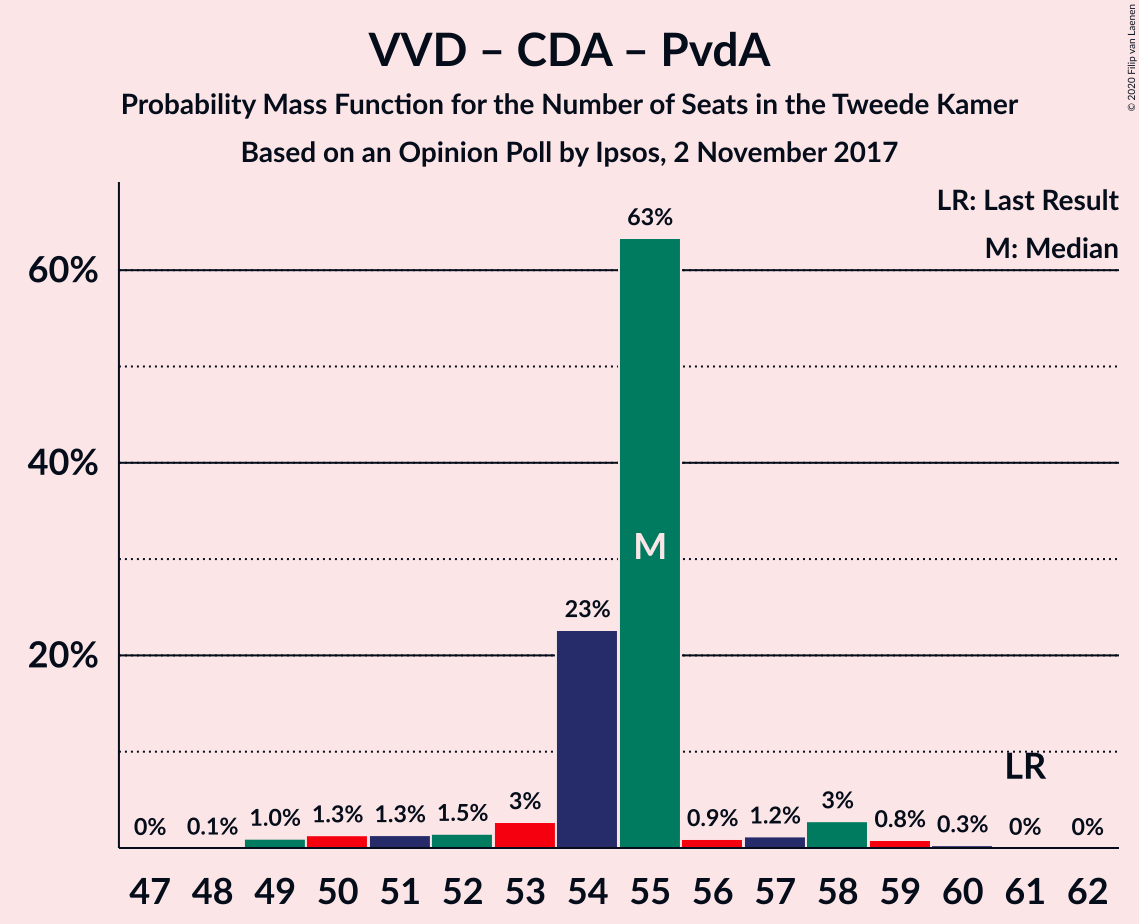 VVD – CDA – PvdA
Probability Mass Function for the Number of Seats in the Tweede Kamer
Based on an Opinion Poll by Ipsos, 2 November 2017
© 2020 Filip van Laenen
LR: Last Result
M: Median
60%
40%
20%
0% 0.1% 1.0% 1.3% 1.3% 1.5% 3% 23% 63% 0.9% 1.2% 3% 0.8% 0.3% 0% 0%
M
LR
47 48 49 50 51 52 53 54 55 56 57 58 59 60 61 62